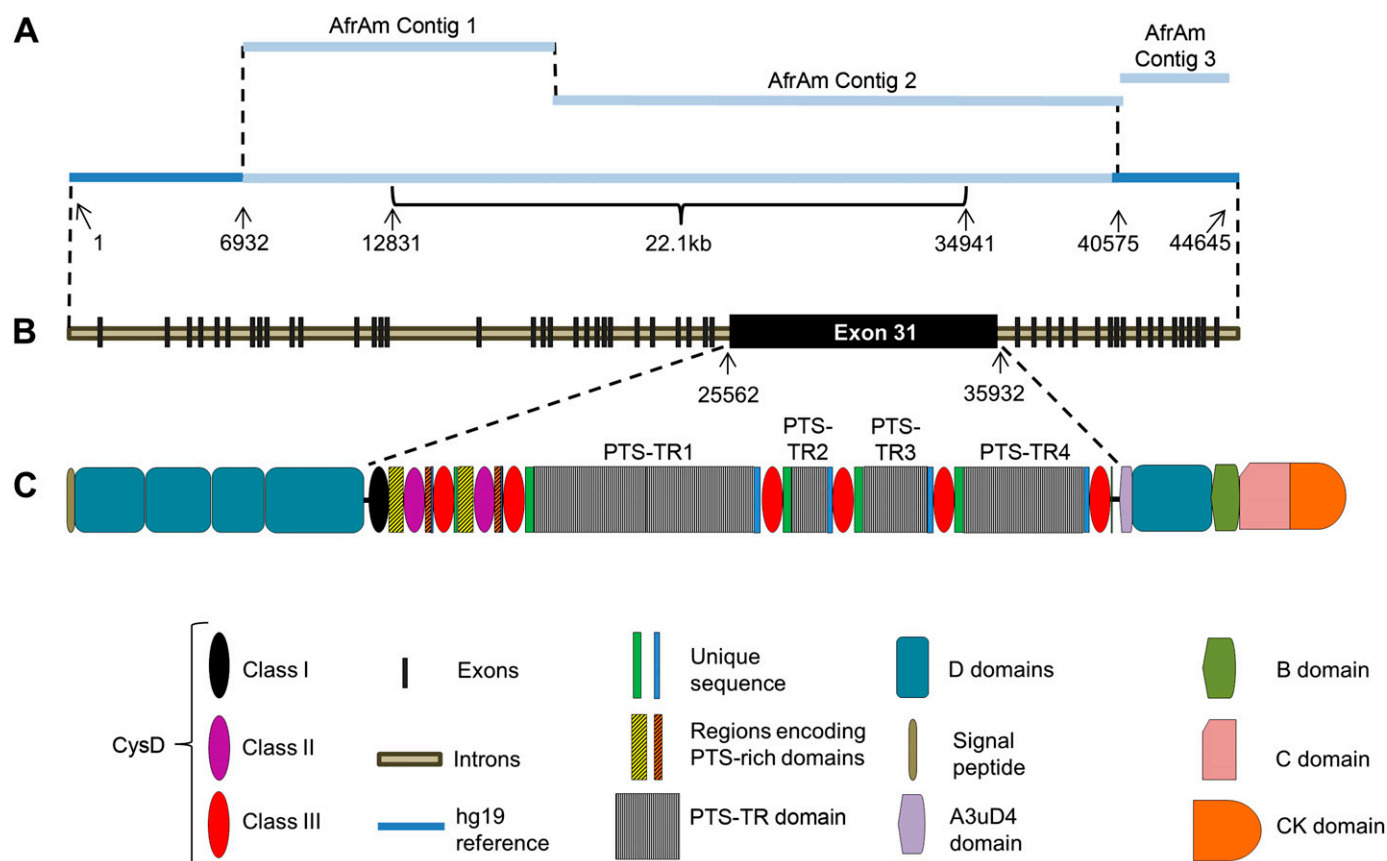 A
AfrAm Contig 1
AfrAm Contig 2
AfrAm
Contig 3
1
6932
12831
22.1kb
34941
40575
44645
B
Exon 31
25562
35932
C
PTS-TR1
PTS-
TR2
PTS-
TR3
PTS-TR4
CysD
Class I
Class II
Class III
Exons
Introns
hg19
reference
Unique
sequence
Regions encoding
PTS-rich domains
PTS-TR domain
D domains
Signal
peptide
A3uD4
domain
B domain
C domain
CK domain